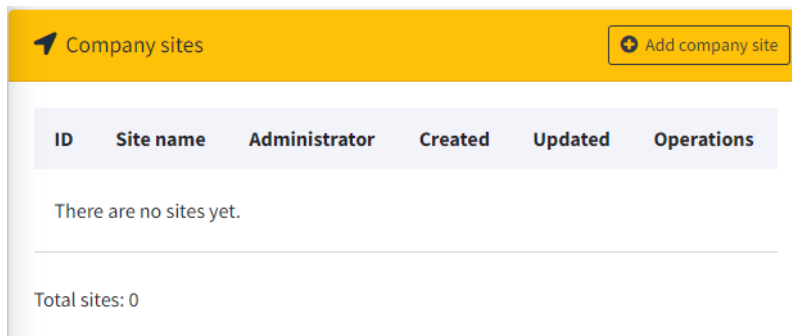 Company sites
Add company site
ID Site name Administrator Created Updated Operations
There are no sites yet.
Total sites: 0